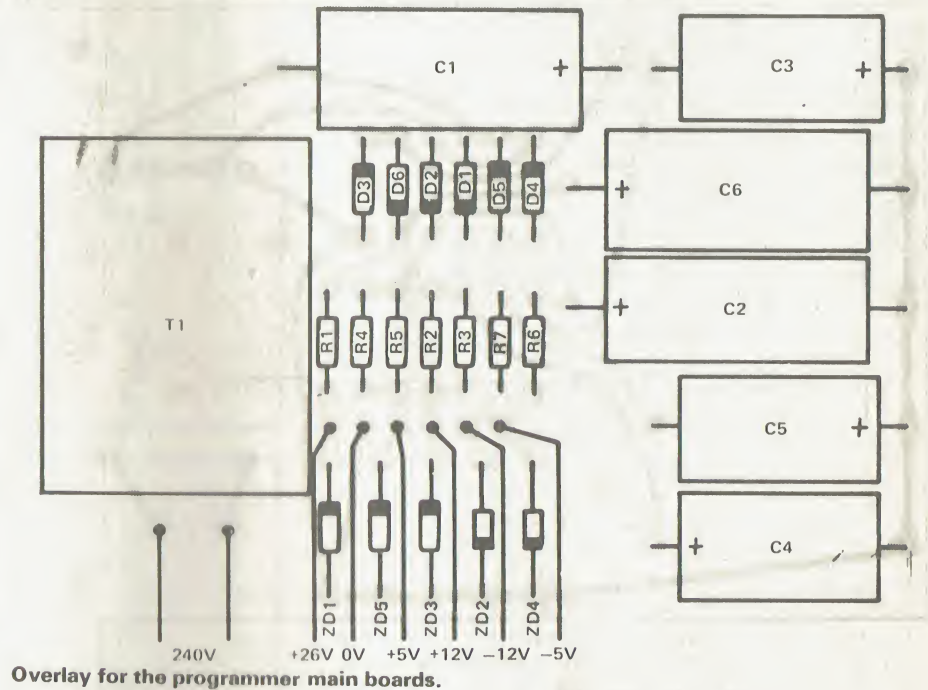 C1 +
C3 +
D3 D6 D2 D1 D5 D4
+ C6
T1
R1 R4 R5 R2 R3 R7 R6
+ C2
C5 +
+ C4
ZD1 ZD5 ZD3 ZD2 ZD4
240V +26V 0V +5V +12V −12V −5V
Overlay for the programmer main boards.